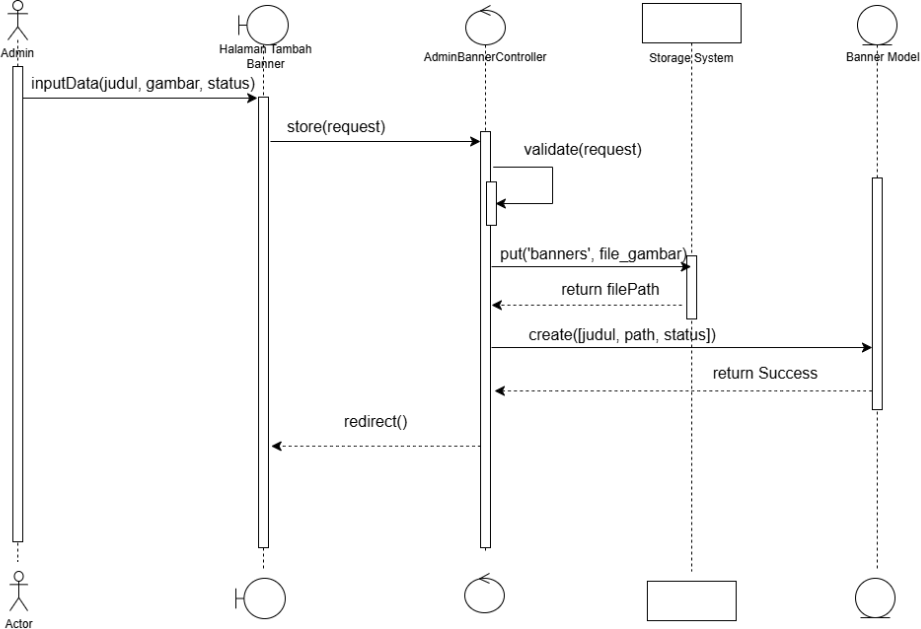 Admin
Halaman Tambah
Banner
AdminBannerController
Storage System
Banner Model
inputData(judul, gambar, status)
store(request)
validate(request)
put('banners', file_gambar)
return filePath
create([judul, path, status])
return Success
redirect()
Actor